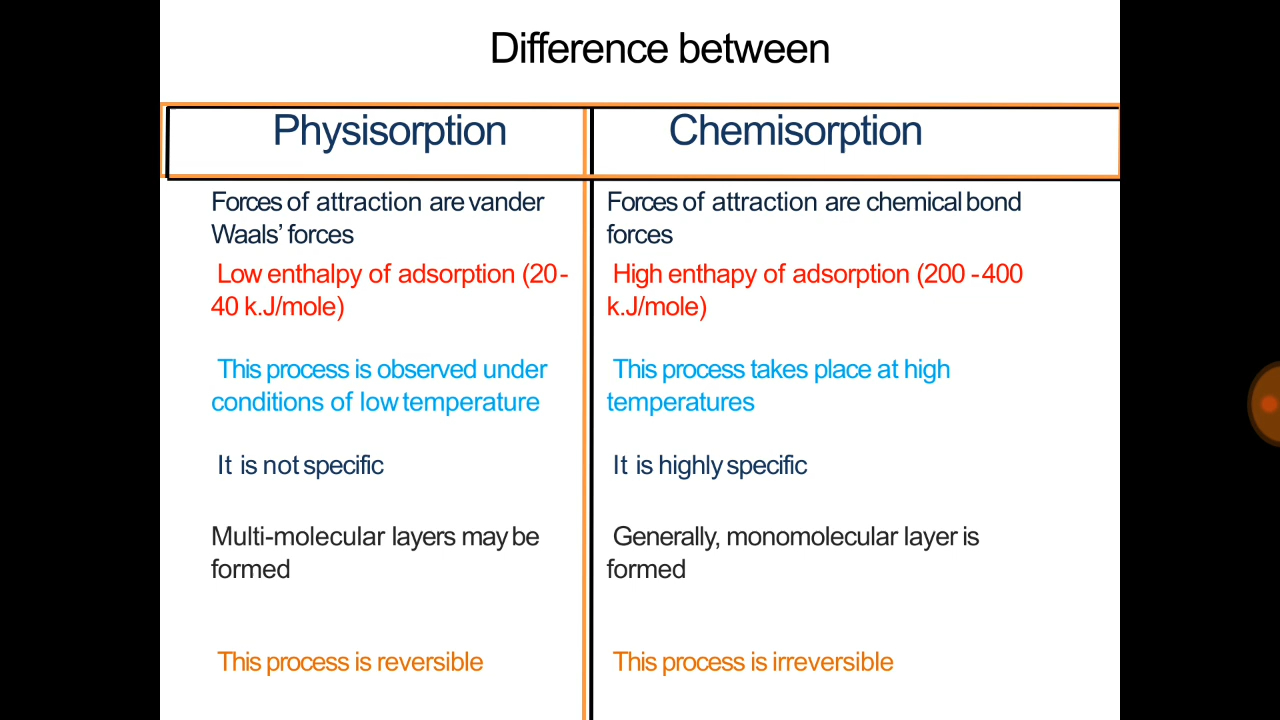 Difference between
Physisorption
Chemisorption
Forces of attraction are vander
Waals’ forces
Forces of attraction are chemical bond
forces
Low enthalpy of adsorption (20-
40 k.J/mole)
High enthapy of adsorption (200 -400
k.J/mole)
This process is observed under
conditions of low temperature
This process takes place at high
temperatures
It is not specific
It is highly specific
Multi-molecular layers may be
formed
Generally, monomolecular layer is
formed
This process is reversible
This process is irreversible